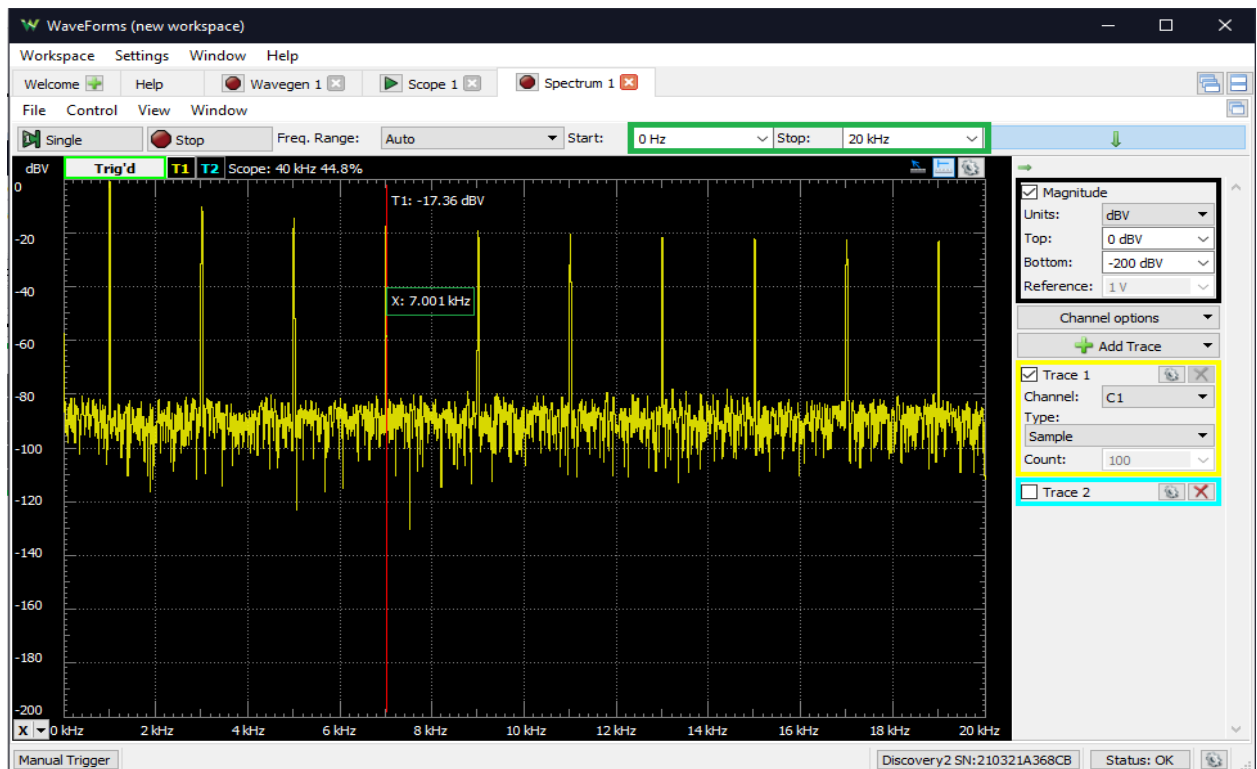 WaveForms (new workspace)
Workspace Settings Window Help
Welcome Help Wavegen 1 Scope 1 Spectrum 1
File Control View Window
Single Stop Freq. Range: Auto Start: 0 Hz Stop: 20 kHz
dBV Trig'd T1 T2 Scope: 40 kHz 44.8%
T1: -17.36 dBV
X: 7.001 kHz
0
-20
-40
-60
-80
-100
-120
-140
-160
-180
-200
X 0 kHz 2 kHz 4 kHz 6 kHz 8 kHz 10 kHz 12 kHz 14 kHz 16 kHz 18 kHz 20 kHz
Magnitude
Units: dBV
Top: 0 dBV
Bottom: -200 dBV
Reference: 1 V
Channel options
Add Trace
Trace 1
Channel: C1
Type:
Sample
Count: 100
Trace 2
Manual Trigger Discovery2 SN:210321A368CB Status: OK